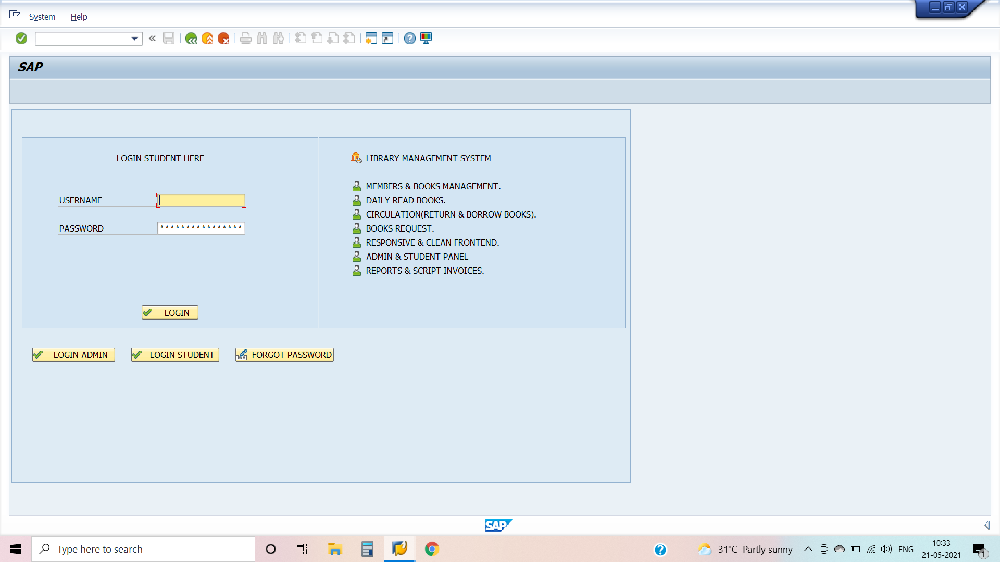 System Help
SAP
LOGIN STUDENT HERE
USERNAME
PASSWORD ****************
LOGIN
LIBRARY MANAGEMENT SYSTEM
MEMBERS & BOOKS MANAGEMENT.
DAILY READ BOOKS.
CIRCULATION(RETURN & BORROW BOOKS).
BOOKS REQUEST.
RESPONSIVE & CLEAN FRONTEND.
ADMIN & STUDENT PANEL
REPORTS & SCRIPT INVOICES.
LOGIN ADMIN LOGIN STUDENT FORGOT PASSWORD
SAP
Type here to search
31°C Partly sunny
ENG
10:33
21-05-2021
1